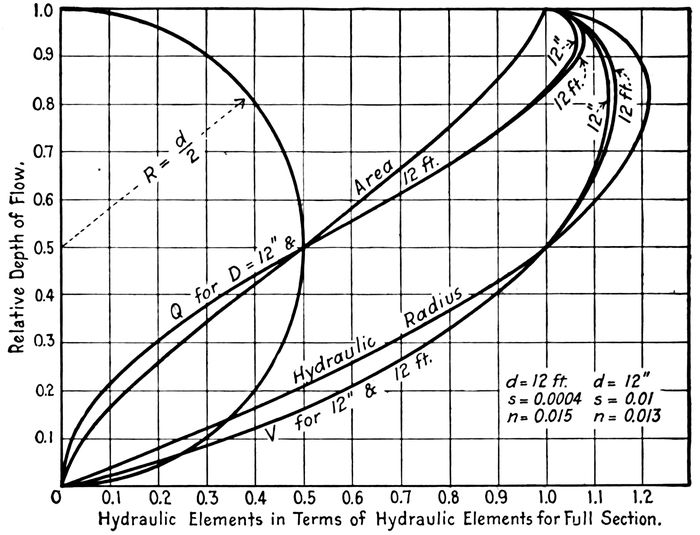 Relative Depth of Flow.
1.0
0.9
0.8
0.7
0.6
0.5
0.4
0.3
0.2
0.1
0
0.1
0.2
0.3
0.4
0.5
0.6
0.7
0.8
0.9
1.0
1.1
1.2
Hydraulic Elements in Terms of Hydraulic Elements for Full Section.
R = d/2
Area
12 ft.
Q for D = 12" &
Hydraulic Radius
V for 12" & 12 ft.
12"
12 ft.
12"
12 ft.
d = 12 ft. d = 12"
s = 0.0004 s = 0.01
n = 0.015 n = 0.013